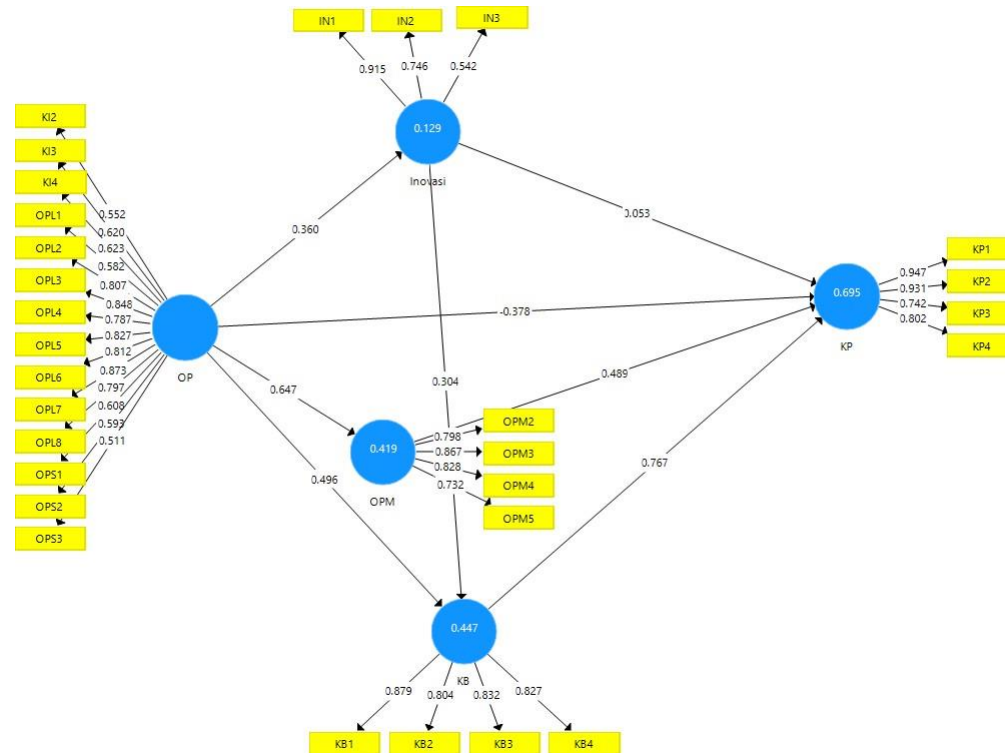 IN1
IN2
IN3
0.915
0.746
0.542
0.129
Inovasi
KI2
KI3
KI4
OPL1
OPL2
OPL3
OPL4
OPL5
OPL6
OPL7
OPL8
OPS1
OPS2
OPS3
0.552
0.620
0.623
0.582
0.807
0.848
0.787
0.827
0.812
0.873
0.797
0.608
0.593
0.511
OP
0.360
0.053
-0.378
0.647
0.304
0.489
0.496
0.767
0.419
OPM
0.798
0.867
0.828
0.732
OPM2
OPM3
OPM4
OPM5
0.695
KP
0.947
0.931
0.742
0.802
KP1
KP2
KP3
KP4
0.447
KB
0.879
0.804
0.832
0.827
KB1
KB2
KB3
KB4